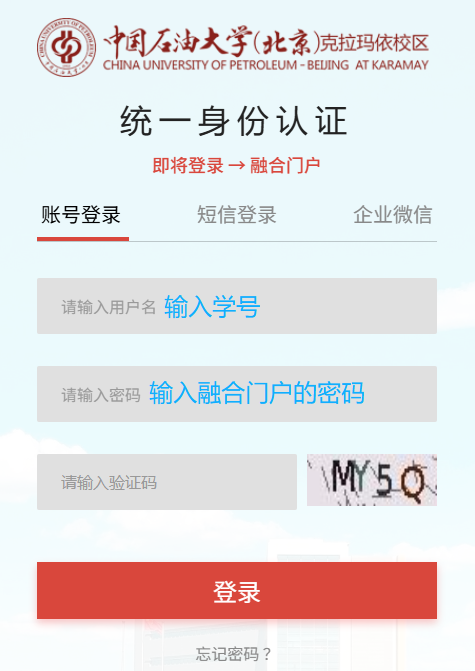 中国石油大学(北京)克拉玛依校区
CHINA UNIVERSITY OF PETROLEUM - BEIJING AT KARAMAY
统一身份认证
即将登录 → 融合门户
账号登录 短信登录 企业微信
请输入用户名 输入学号
请输入密码 输入融合门户的密码
请输入验证码 MY5Q
登录
忘记密码？